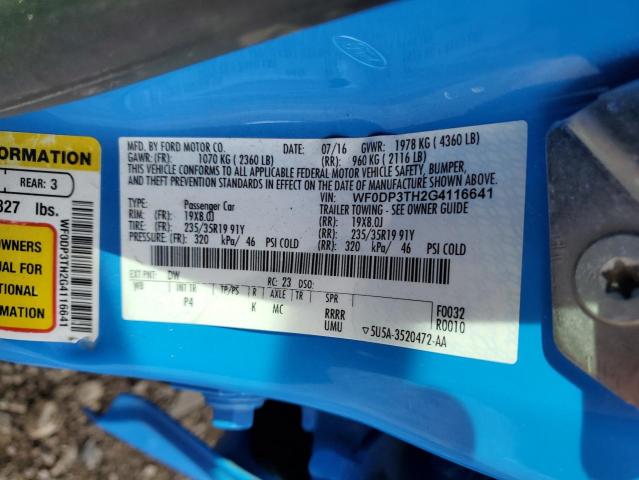 Ford
FORMATION
REAR: 3
827 lbs.
OWNERS
UAL FOR
TIONAL
MATION
WF0DP3TH2G4116641
MFD. BY FORD MOTOR CO. DATE: 07/16 GVWR: 1978 KG ( 4360 LB)
GAWR: (FR): 1070 KG ( 2360 LB) (RR): 960 KG ( 2116 LB)
THIS VEHICLE CONFORMS TO ALL APPLICABLE FEDERAL MOTOR VEHICLE SAFETY, BUMPER,
AND THEFT PREVENTION STANDARDS IN EFFECT ON THE DATE OF MANUFACTURE SHOWN ABOVE.
VIN: WF0DP3TH2G4116641
TYPE: Passenger Car TRAILER TOWING - SEE OWNER GUIDE
RIM: (FR) 19X8.0J (RR) 19X8.0J
TIRE: (FR) 235/35R19 91Y (RR) 235/35R19 91Y
PRESSURE: (FR) 320 kPa/ 46 PSI COLD (RR) 320 kPa/ 46 PSI COLD
EXT PNT: DW RC: 23 DSO:
WB INT TR TP/PS R AXLE TR SPR
P4 K MC RRRR F0032
UMU R0010
5U5A-3520472-AA